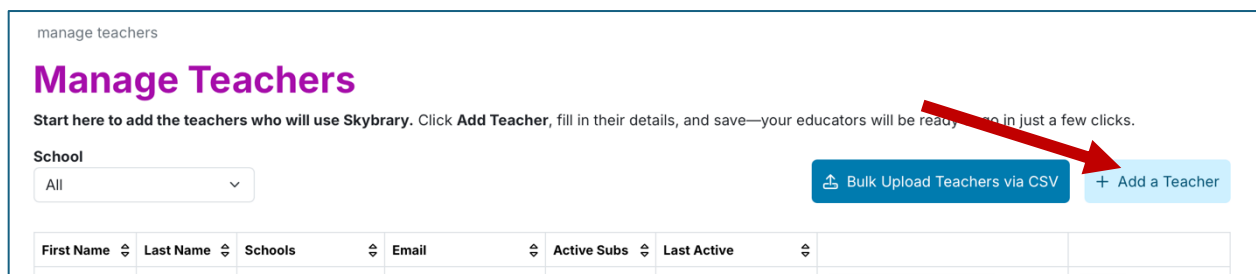 manage teachers
Manage Teachers
Start here to add the teachers who will use Skybrary. Click Add Teacher, fill in their details, and save—your educators will be ready go in just a few clicks.
School
All
Bulk Upload Teachers via CSV
+ Add a Teacher
First Name Last Name Schools Email Active Subs Last Active